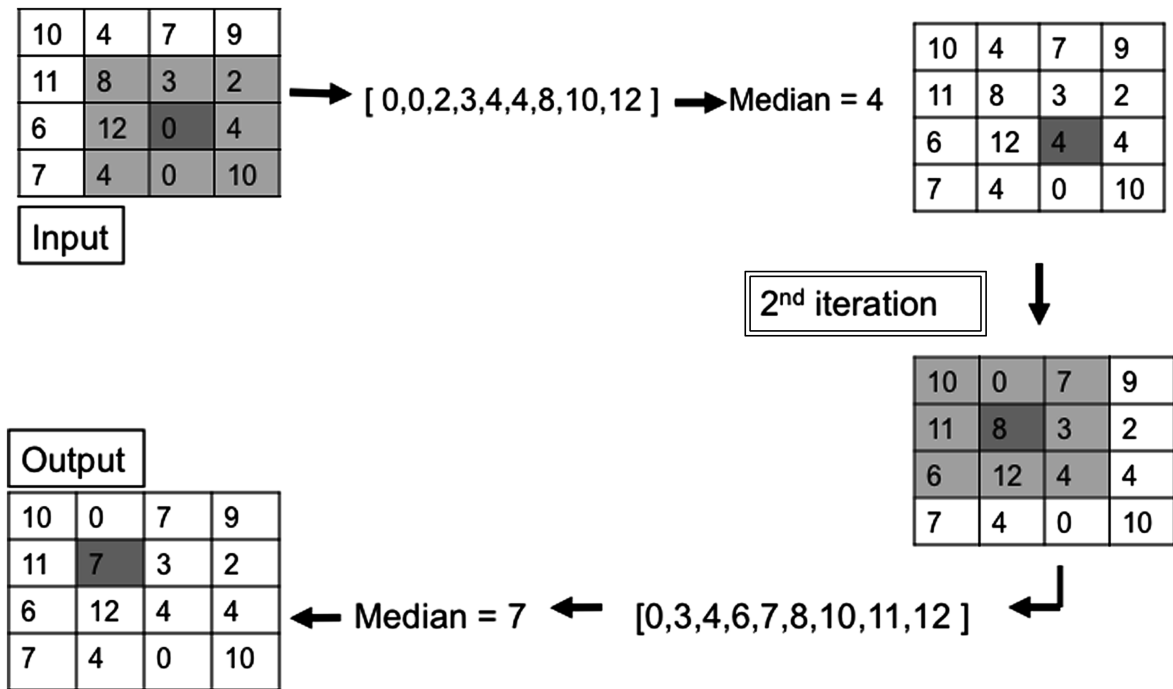 10 4 7 9
11 8 3 2
6 12 0 4
7 4 0 10
Input
[ 0,0,2,3,4,4,8,10,12 ]
Median = 4
10 4 7 9
11 8 3 2
6 12 4 4
7 4 0 10
2nd iteration
10 0 7 9
11 8 3 2
6 12 4 4
7 4 0 10
[0,3,4,6,7,8,10,11,12 ]
Median = 7
Output
10 0 7 9
11 7 3 2
6 12 4 4
7 4 0 10